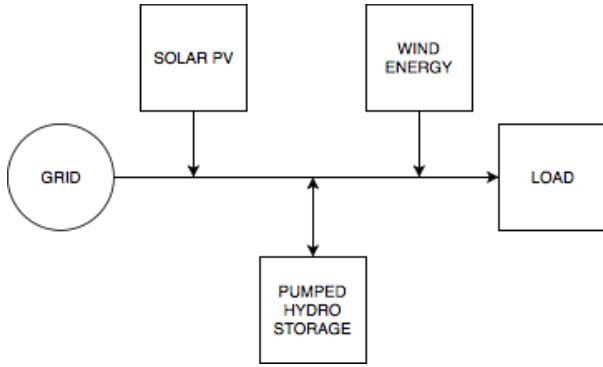 SOLAR PV
WIND
ENERGY
GRID
LOAD
PUMPED
HYDRO
STORAGE